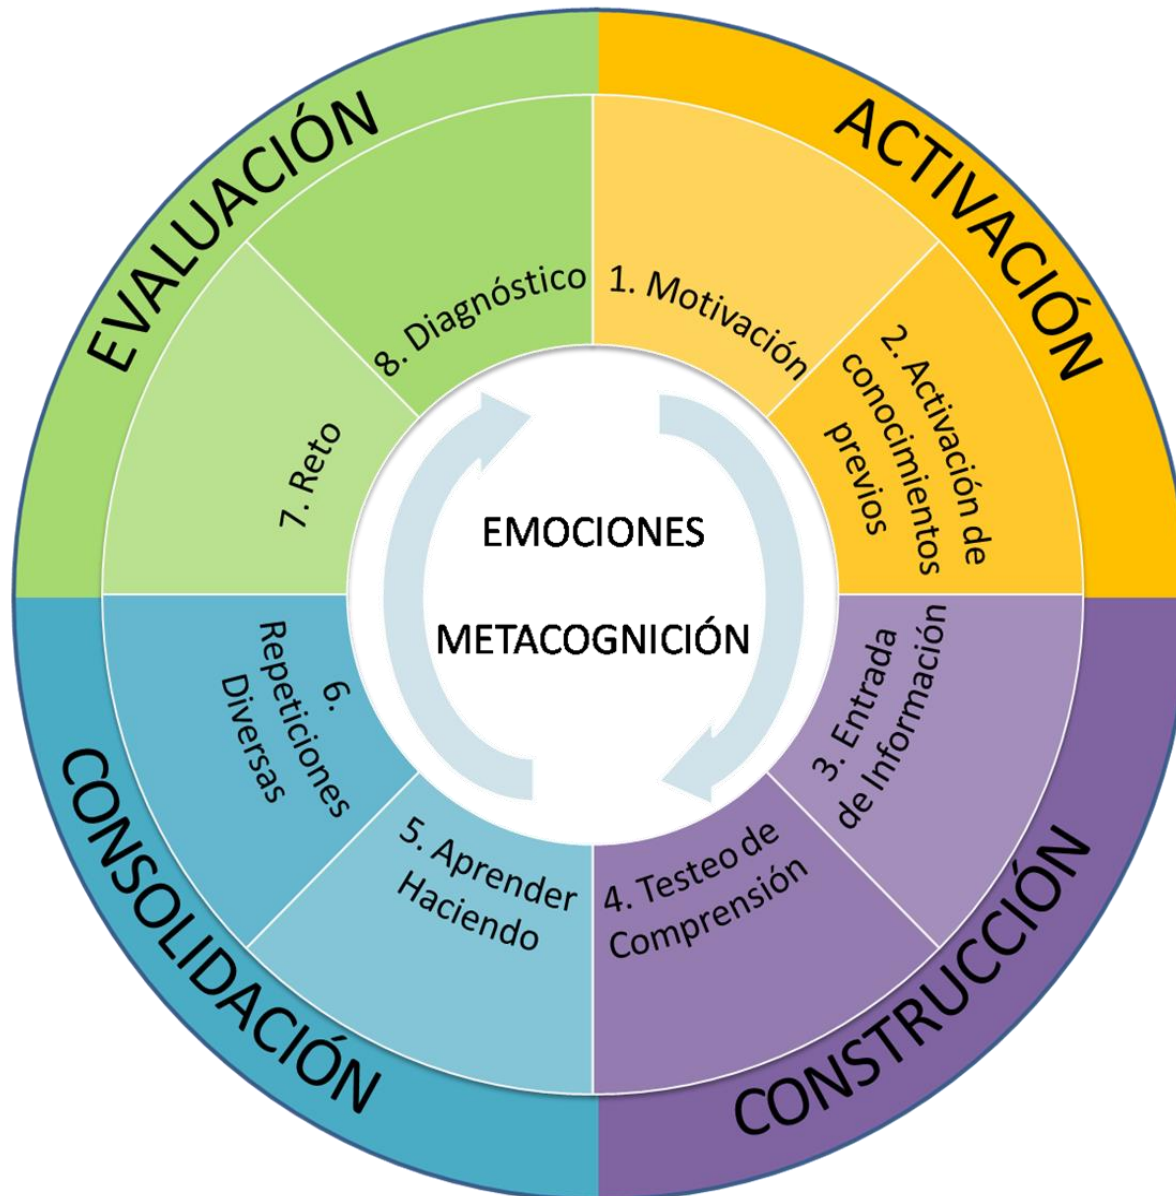 ACTIVACIÓN
1. Motivación
2. Activación de
conocimientos
previos
CONSTRUCCIÓN
3. Entrada
de Información
4. Testeo de
Comprensión
CONSOLIDACIÓN
5. Aprender
Haciendo
6.
Repeticiones
Diversas
EVALUACIÓN
7. Reto
8. Diagnóstico
EMOCIONES
METACOGNICIÓN